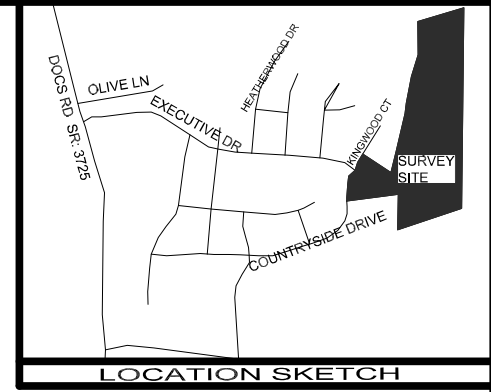 HEATHERWOOD DR
DOCS RD SR: 3725
OLIVE LN
EXECUTIVE DR
KINGWOOD CT
SURVEY
SITE
COUNTRYSIDE DRIVE
LOCATION SKETCH